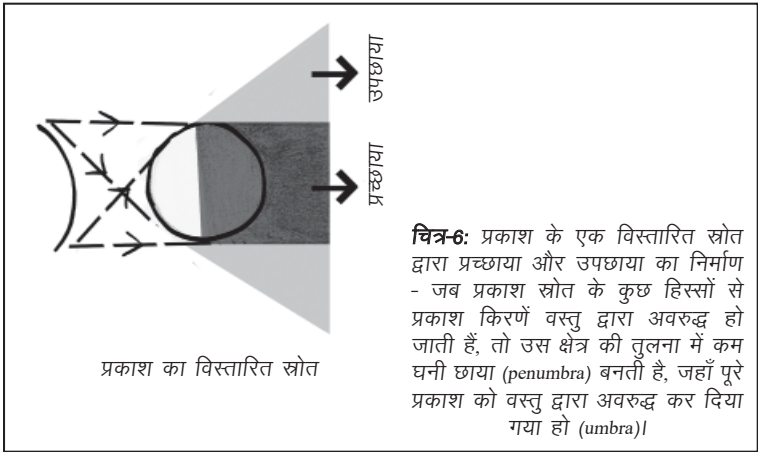 उपछाया
प्रच्छाया
प्रकाश का विस्तारित स्रोत
चित्र-6: प्रकाश के एक विस्तारित स्रोत
द्वारा प्रच्छाया और उपछाया का निर्माण
- जब प्रकाश स्रोत के कुछ हिस्सों से
प्रकाश किरणें वस्तु द्वारा अवरुद्ध हो
जाती हैं, तो उस क्षेत्र की तुलना में कम
घनी छाया (penumbra) बनती है, जहाँ पूरे
प्रकाश को वस्तु द्वारा अवरुद्ध कर दिया
गया हो (umbra)।